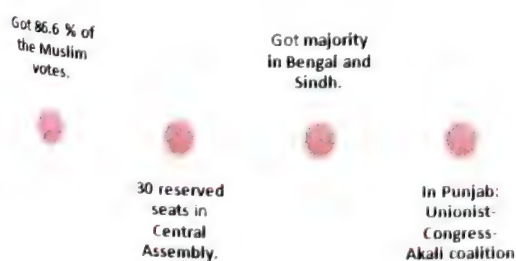 Got 86.6 % of
the Muslim
votes.
30 reserved
seats in
Central
Assembly.
Got majority
in Bengal and
Sindh.
In Punjab:
Unionist-
Congress-
Akali coalition